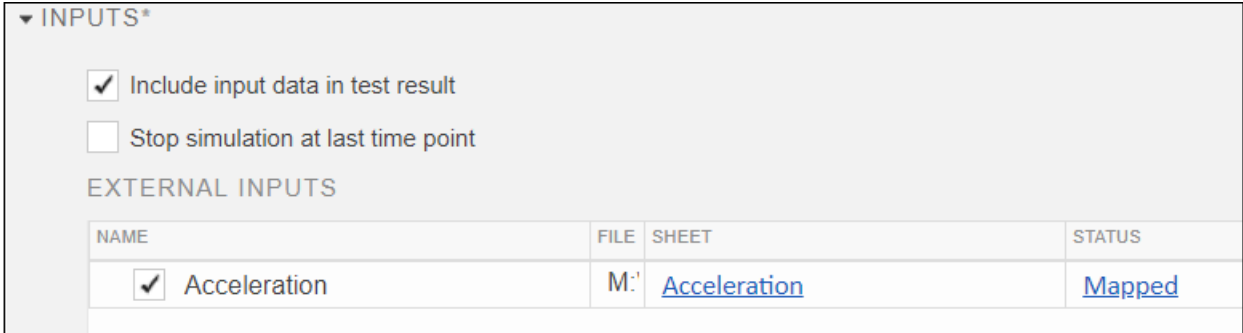 INPUTS*
Include input data in test result
Stop simulation at last time point
EXTERNAL INPUTS
NAME FILE SHEET STATUS
Acceleration M:' Acceleration Mapped